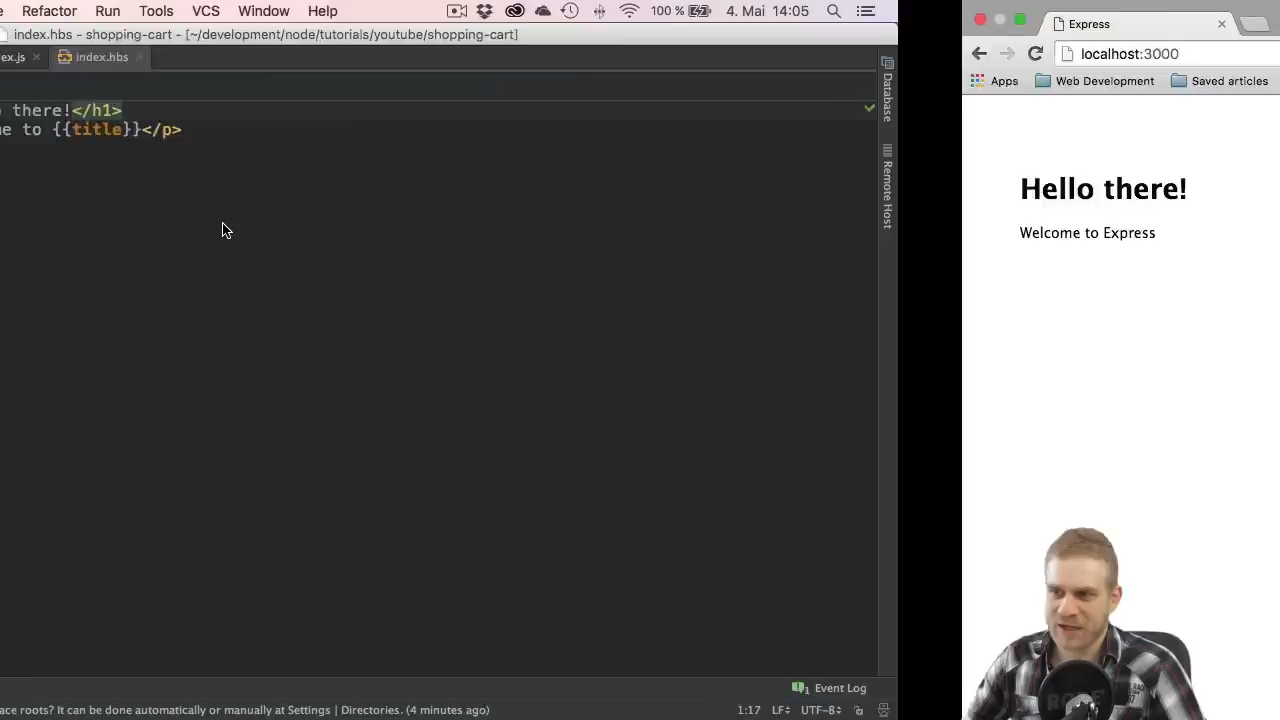 Refactor Run Tools VCS Window Help 100 % 4. Mai 14:05
index.hbs - shopping-cart - [~/development/node/tutorials/youtube/shopping-cart]
ex.js index.hbs
there!</h1>
me to {{title}}</p>
Database
Remote Host
1 Event Log
ace roots? It can be done automatically or manually at Settings | Directories. (4 minutes ago) 1:17 LF UTF-8
Express
localhost:3000
Apps Web Development Saved articles
Hello there!
Welcome to Express